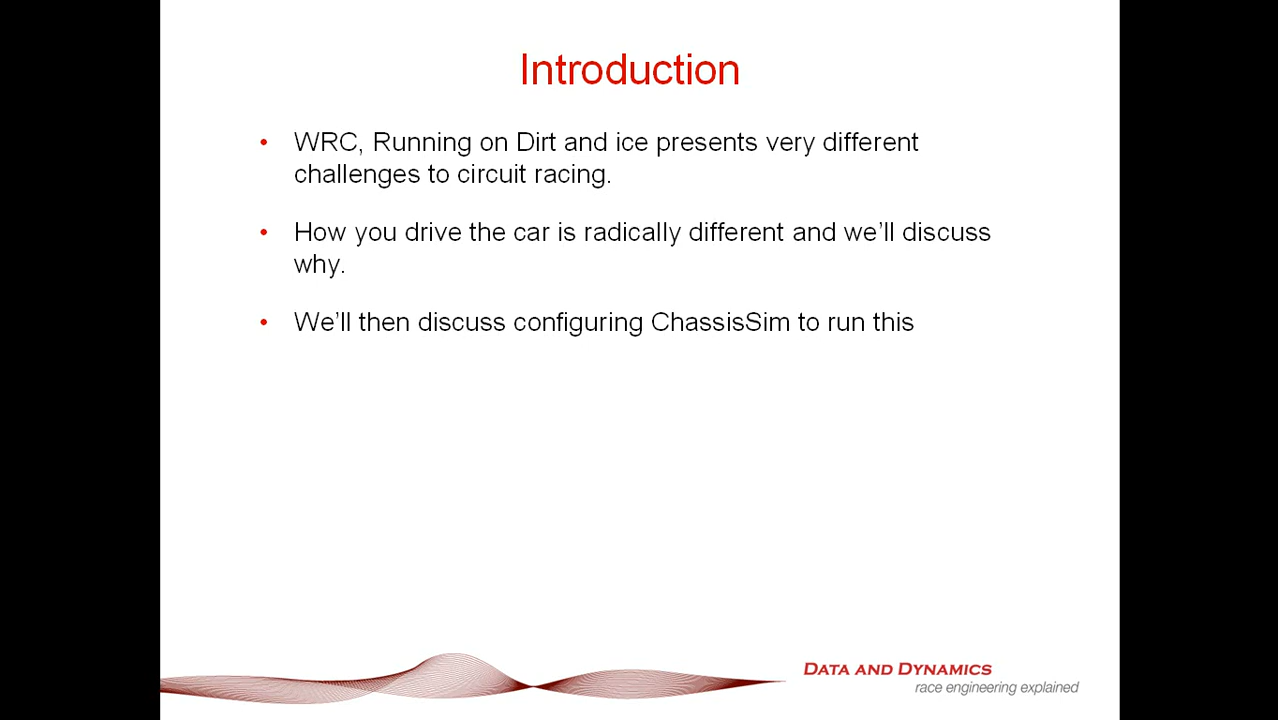 Introduction
• WRC, Running on Dirt and ice presents very different
challenges to circuit racing.
• How you drive the car is radically different and we’ll discuss
why.
• We’ll then discuss configuring ChassisSim to run this
DATA AND DYNAMICS
race engineering explained